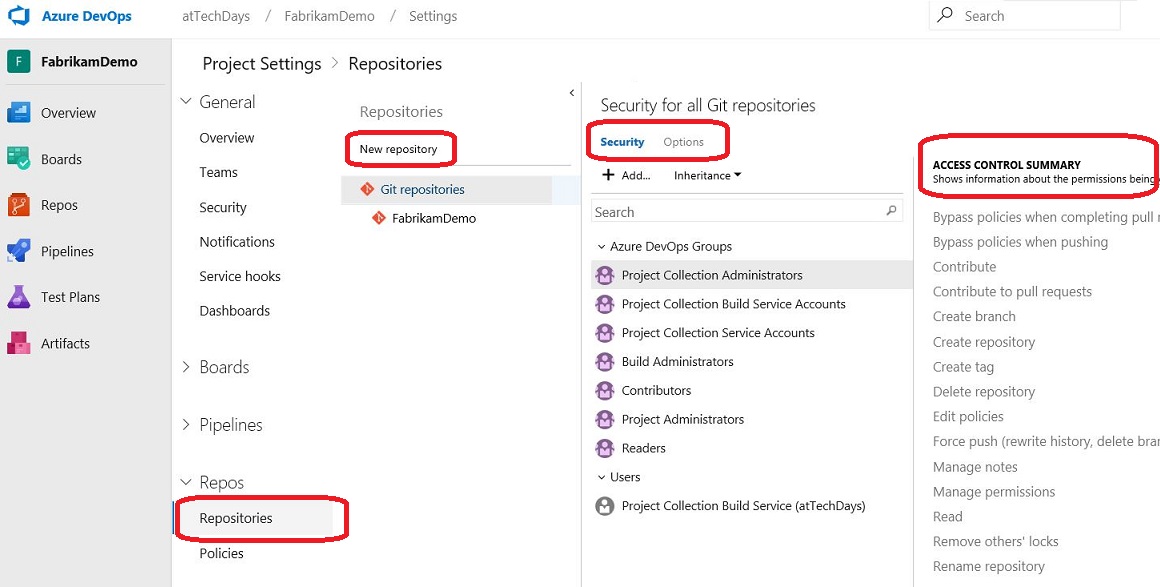 Azure DevOps
atTechDays / FabrikamDemo / Settings
Search
F FabrikamDemo
Overview
Boards
Repos
Pipelines
Test Plans
Artifacts
Project Settings > Repositories
General
Overview
Teams
Security
Notifications
Service hooks
Dashboards
Boards
Pipelines
Repos
Repositories
Policies
Repositories
New repository
Git repositories
FabrikamDemo
Security for all Git repositories
Security Options
+ Add... Inheritance
Search
Azure DevOps Groups
Project Collection Administrators
Project Collection Build Service Accounts
Project Collection Service Accounts
Build Administrators
Contributors
Project Administrators
Readers
Users
Project Collection Build Service (atTechDays)
ACCESS CONTROL SUMMARY
Shows information about the permissions being
Bypass policies when completing pull
Bypass policies when pushing
Contribute
Contribute to pull requests
Create branch
Create repository
Create tag
Delete repository
Edit policies
Force push (rewrite history, delete
Manage notes
Manage permissions
Read
Remove others' locks
Rename repository